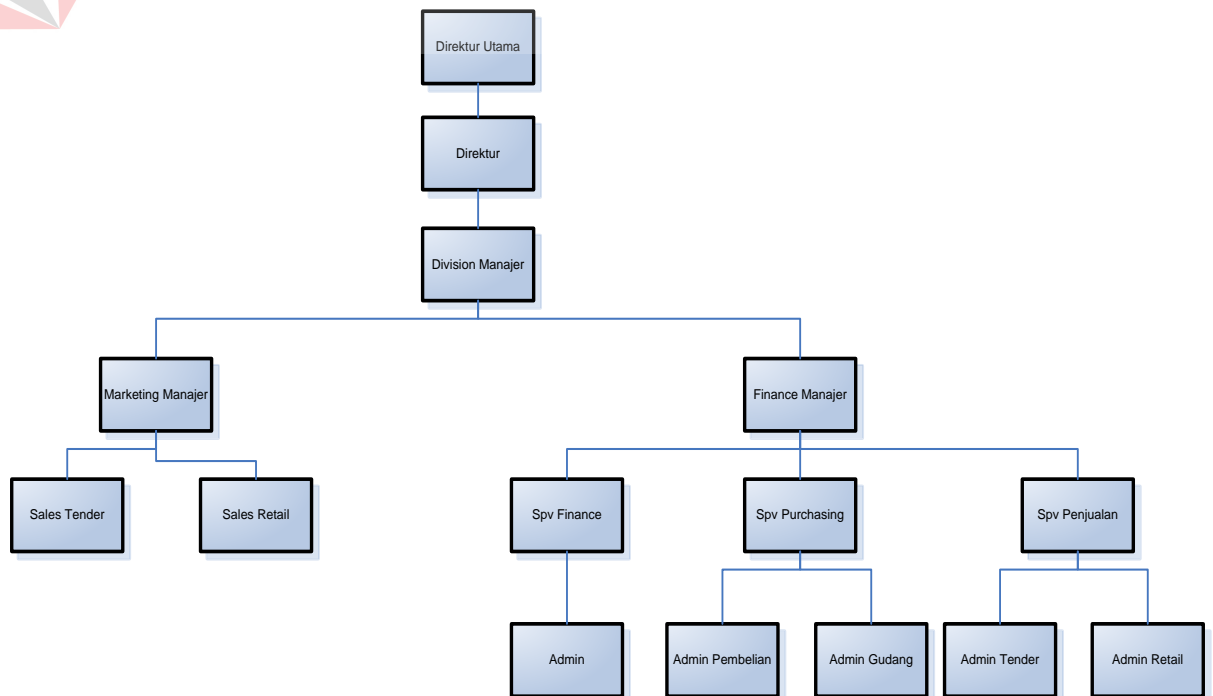 Direktur Utama
Direktur
Division Manajer
Marketing Manajer
Finance Manajer
Sales Tender
Sales Retail
Spv Finance
Spv Purchasing
Spv Penjualan
Admin
Admin Pembelian
Admin Gudang
Admin Tender
Admin Retail